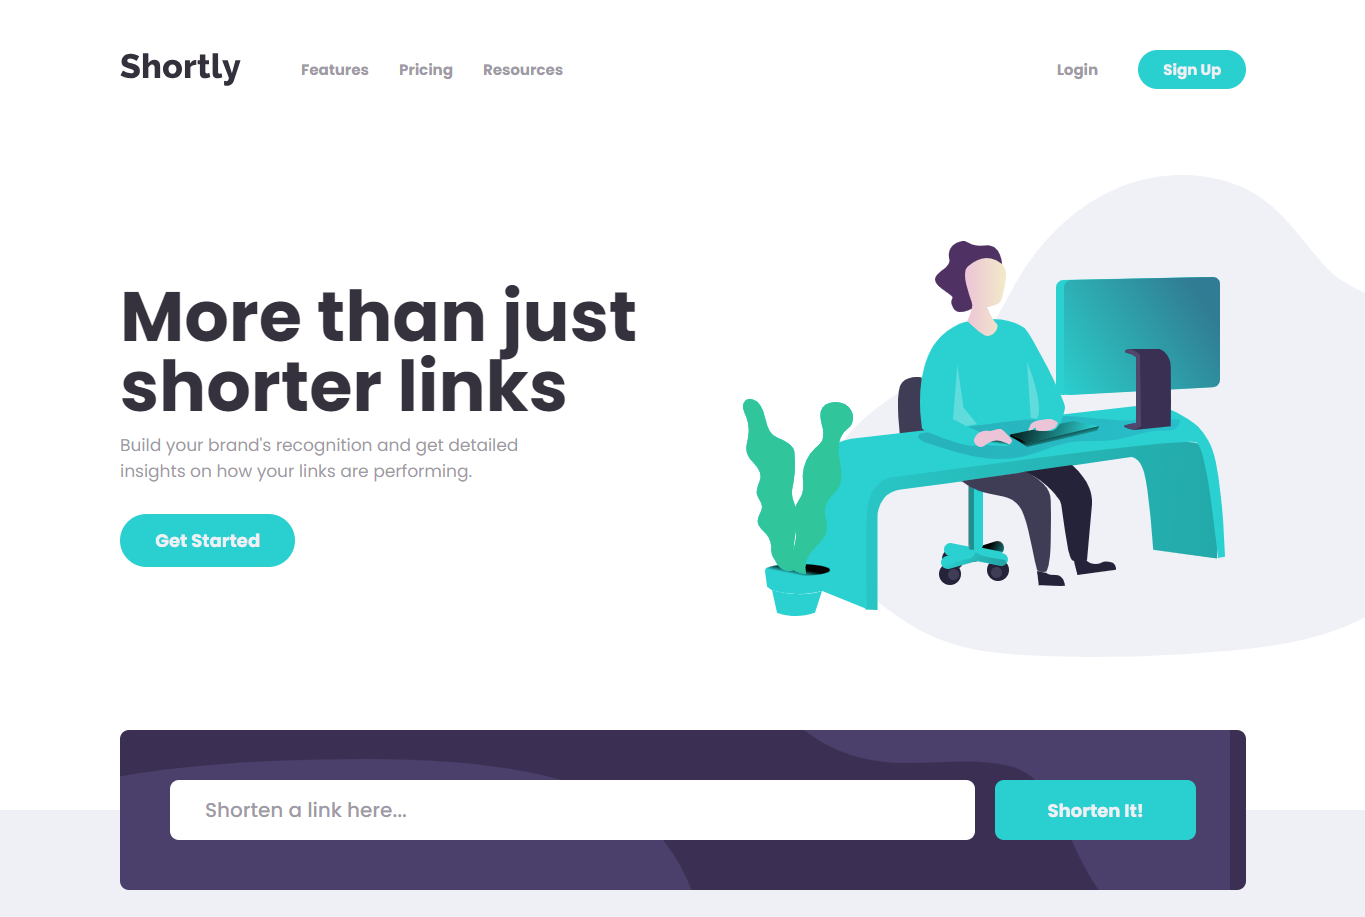 Shortly
Features Pricing Resources
Login
Sign Up
More than just
shorter links
Build your brand's recognition and get detailed
insights on how your links are performing.
Get Started
Shorten a link here...
Shorten It!